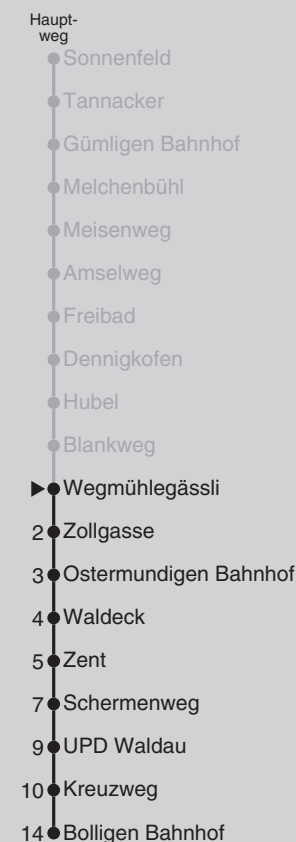 Haupt-
weg
Sonnenfeld
Tannacker
Gümligen Bahnhof
Melchenbühl
Meisenweg
Amselweg
Freibad
Dennigkofen
Hubel
Blankweg
Wegmühlegässli
2 Zollgasse
3 Ostermundigen Bahnhof
4 Waldeck
5 Zent
7 Schermenweg
9 UPD Waldau
10 Kreuzweg
14 Bolligen Bahnhof